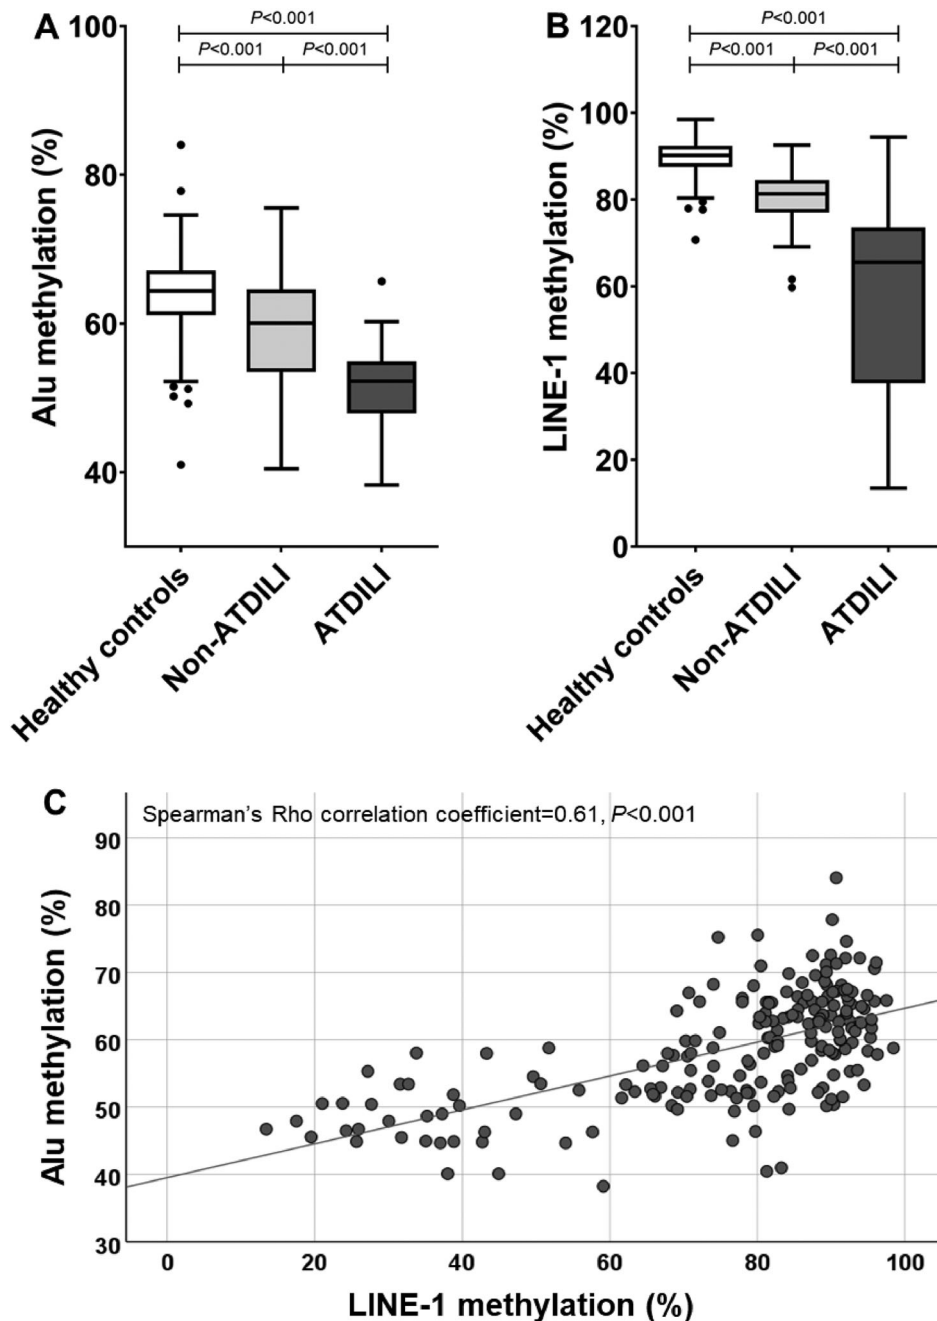 A
P<0.001
P<0.001 P<0.001
Alu methylation (%)
100
80
60
40
Healthy controls
Non-ATDILI
ATDILI
B
P<0.001
P<0.001 P<0.001
LINE-1 methylation (%)
120
100
80
60
40
20
0
Healthy controls
Non-ATDILI
ATDILI
C
Spearman's Rho correlation coefficient=0.61, P<0.001
Alu methylation (%)
90
80
70
60
50
40
30
0 20 40 60 80 100
LINE-1 methylation (%)